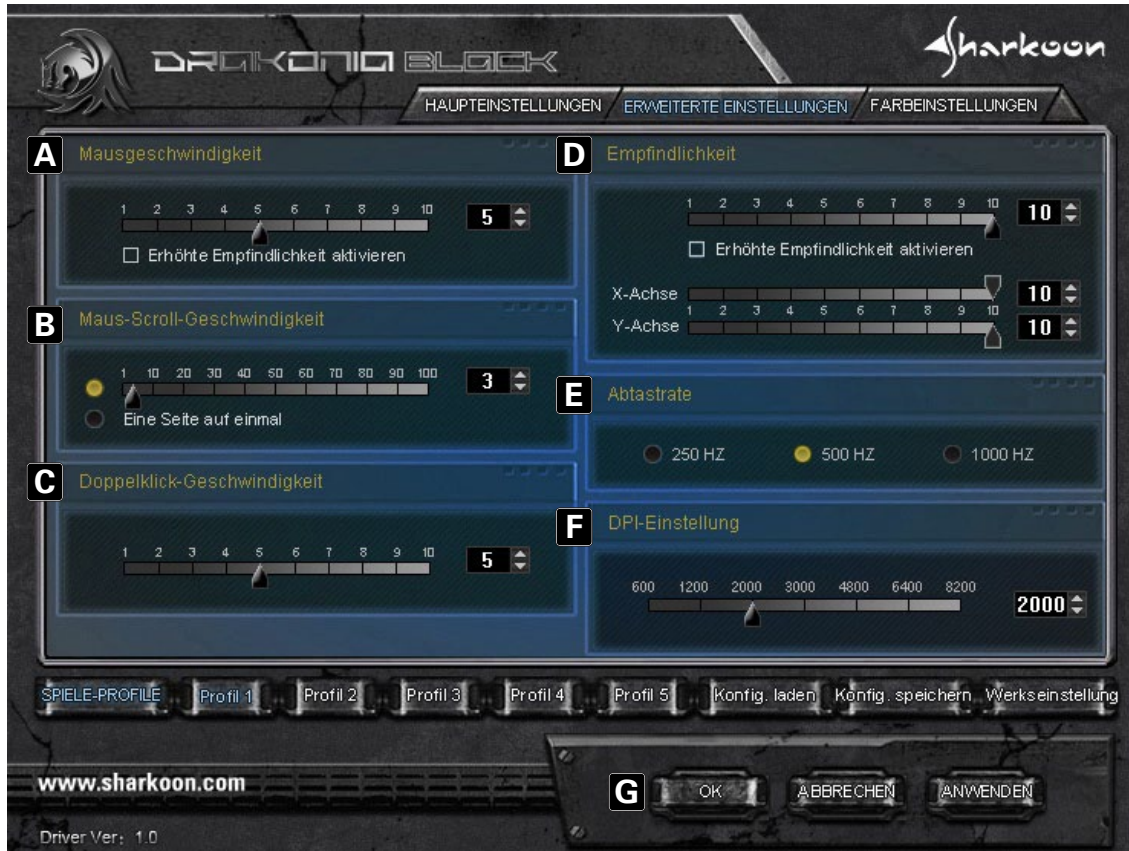 DRAKONIA BLACK
Sharkoon
HAUPTEINSTELLUNGEN
ERWEITERTE EINSTELLUNGEN
FARBEINSTELLUNGEN
A
Mausgeschwindigkeit
1 2 3 4 5 6 7 8 9 10
5
Erhöhte Empfindlichkeit aktivieren
B
Maus-Scroll-Geschwindigkeit
1 10 20 30 40 50 60 70 80 90 100
3
Eine Seite auf einmal
C
Doppelklick-Geschwindigkeit
1 2 3 4 5 6 7 8 9 10
5
D
Empfindlichkeit
1 2 3 4 5 6 7 8 9 10
10
Erhöhte Empfindlichkeit aktivieren
X-Achse
10
1 2 3 4 5 6 7 8 9 10
Y-Achse
10
E
Abtastrate
250 HZ
500 HZ
1000 HZ
F
DPI-Einstellung
600 1200 2000 3000 4800 6400 8200
2000
SPIELE-PROFILE
Profil 1
Profil 2
Profil 3
Profil 4
Profil 5
Konfig. laden
Konfig. speichern
Werkseinstellung
www.sharkoon.com
G
OK
ABBRECHEN
ANWENDEN
Driver Ver: 1.0